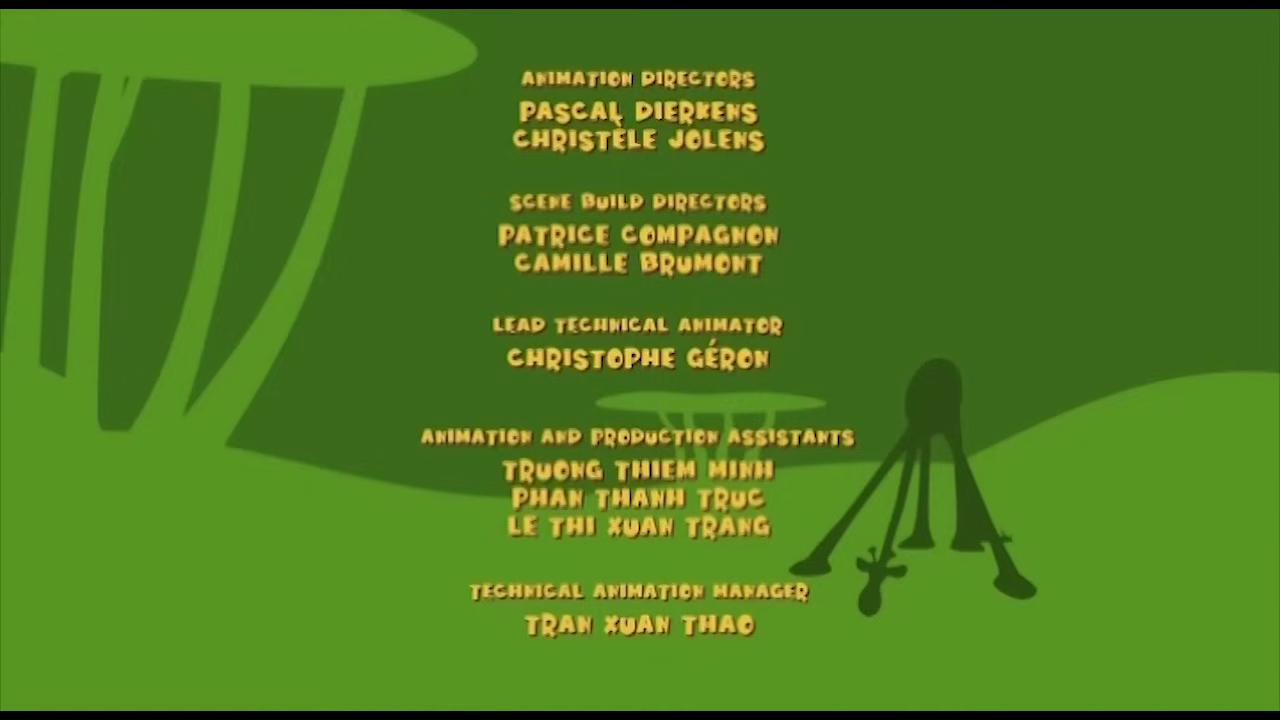 ANIMATION DIRECTORS
PASCAL DIERKENS
CHRISTÈLE JOLENS
SCENE BUILD DIRECTORS
PATRICE COMPAGNON
CAMILLE BRUMONT
LEAD TECHNICAL ANIMATOR
CHRISTOPHE GÉRON
ANIMATION AND PRODUCTION ASSISTANTS
TRUONG THIEM MINH
PHAN THANH TRUC
LE THI XUAN TRANG
TECHNICAL ANIMATION MANAGER
TRAN XUAN THAO